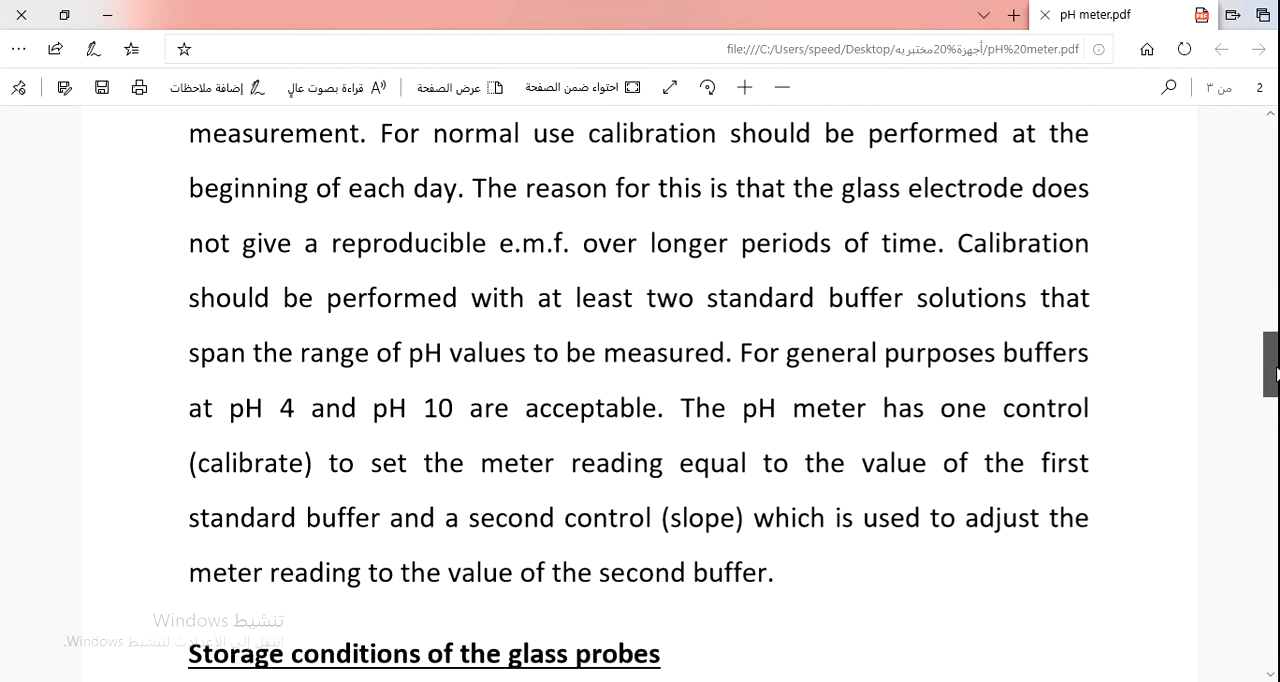 pH meter.pdf
file:///C:/Users/speed/Desktop/أجهزة%20مختبريه/pH%20meter.pdf
إضافة ملاحظات
قراءة بصوت عالٍ
عرض الصفحة
احتواء ضمن الصفحة
من ٣
2
measurement. For normal use calibration should be performed at the
beginning of each day. The reason for this is that the glass electrode does
not give a reproducible e.m.f. over longer periods of time. Calibration
should be performed with at least two standard buffer solutions that
span the range of pH values to be measured. For general purposes buffers
at pH 4 and pH 10 are acceptable. The pH meter has one control
(calibrate) to set the meter reading equal to the value of the first
standard buffer and a second control (slope) which is used to adjust the
meter reading to the value of the second buffer.
تنشيط Windows
انتقل إلى الإعدادات لتنشيط Windows.
Storage conditions of the glass probes